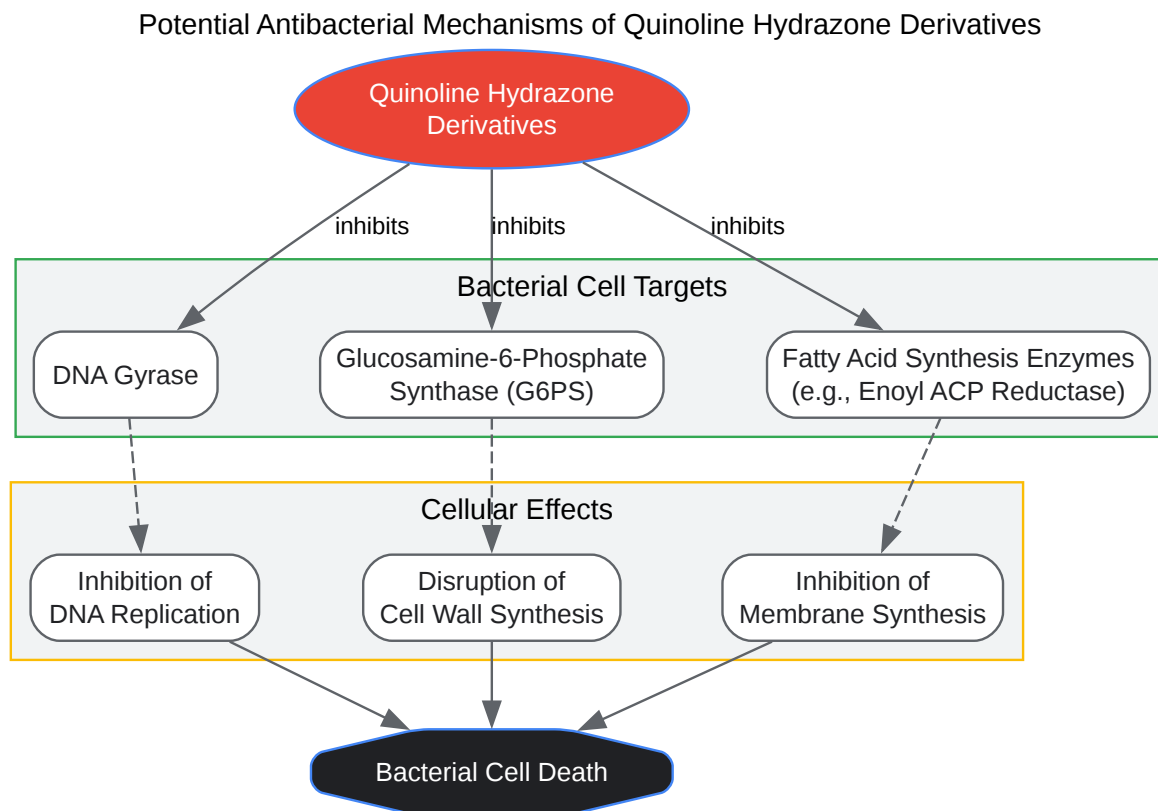 Potential Antibacterial Mechanisms of Quinoline Hydrazone Derivatives
Quinoline Hydrazone
Derivatives
inhibits
inhibits
inhibits
Bacterial Cell Targets
DNA Gyrase
Glucosamine-6-Phosphate
Synthase (G6PS)
Fatty Acid Synthesis Enzymes
(e.g., Enoyl ACP Reductase)
Cellular Effects
Inhibition of
DNA Replication
Disruption of
Cell Wall Synthesis
Inhibition of
Membrane Synthesis
Bacterial Cell Death